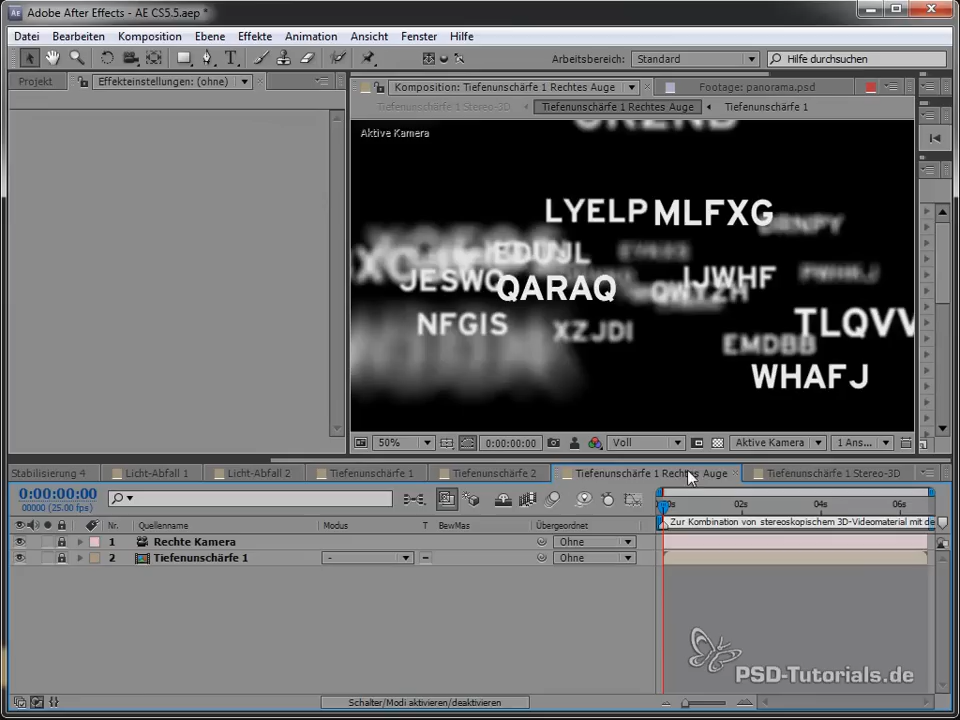 Adobe After Effects - AE CS5.5.aep *
Datei Bearbeiten Komposition Ebene Effekte Animation Ansicht Fenster Hilfe
Arbeitsbereich: Standard Hilfe durchsuchen
Projekt Effekteinstellungen: (ohne) Komposition: Tiefenunschärfe 1 Rechtes Auge Footage: panorama.psd
Tiefenunschärfe 1 Stereo-3D Tiefenunschärfe 1 Rechtes Auge Tiefenunschärfe 1
Aktive Kamera
LYELP MLFXG
EDUNJL
JESWO QARAQ IJWHF
QWYZM
NFGIS XZJDI TLQVV
EMDBB
WHAFJ
50% 0:00:00:00 Voll Aktive Kamera 1 Ans...
Stabilisierung 4 Licht-Abfall 1 Licht-Abfall 2 Tiefenunschärfe 1 Tiefenunschärfe 2 Tiefenunschärfe 1 Rechtes Auge Tiefenunschärfe 1 Stereo-3D
0:00:00:00
00000 (25.00 fps)
02s 04s 06s
Nr. Quellenname Modus T BewMas Übergeordnet
Zur Kombination von stereoskopischem 3D-Videomaterial mit de
1 Rechte Kamera Ohne
2 Tiefenunschärfe 1 - Ohne
PSD-Tutorials.de
Schalter/Modi aktivieren/deaktivieren